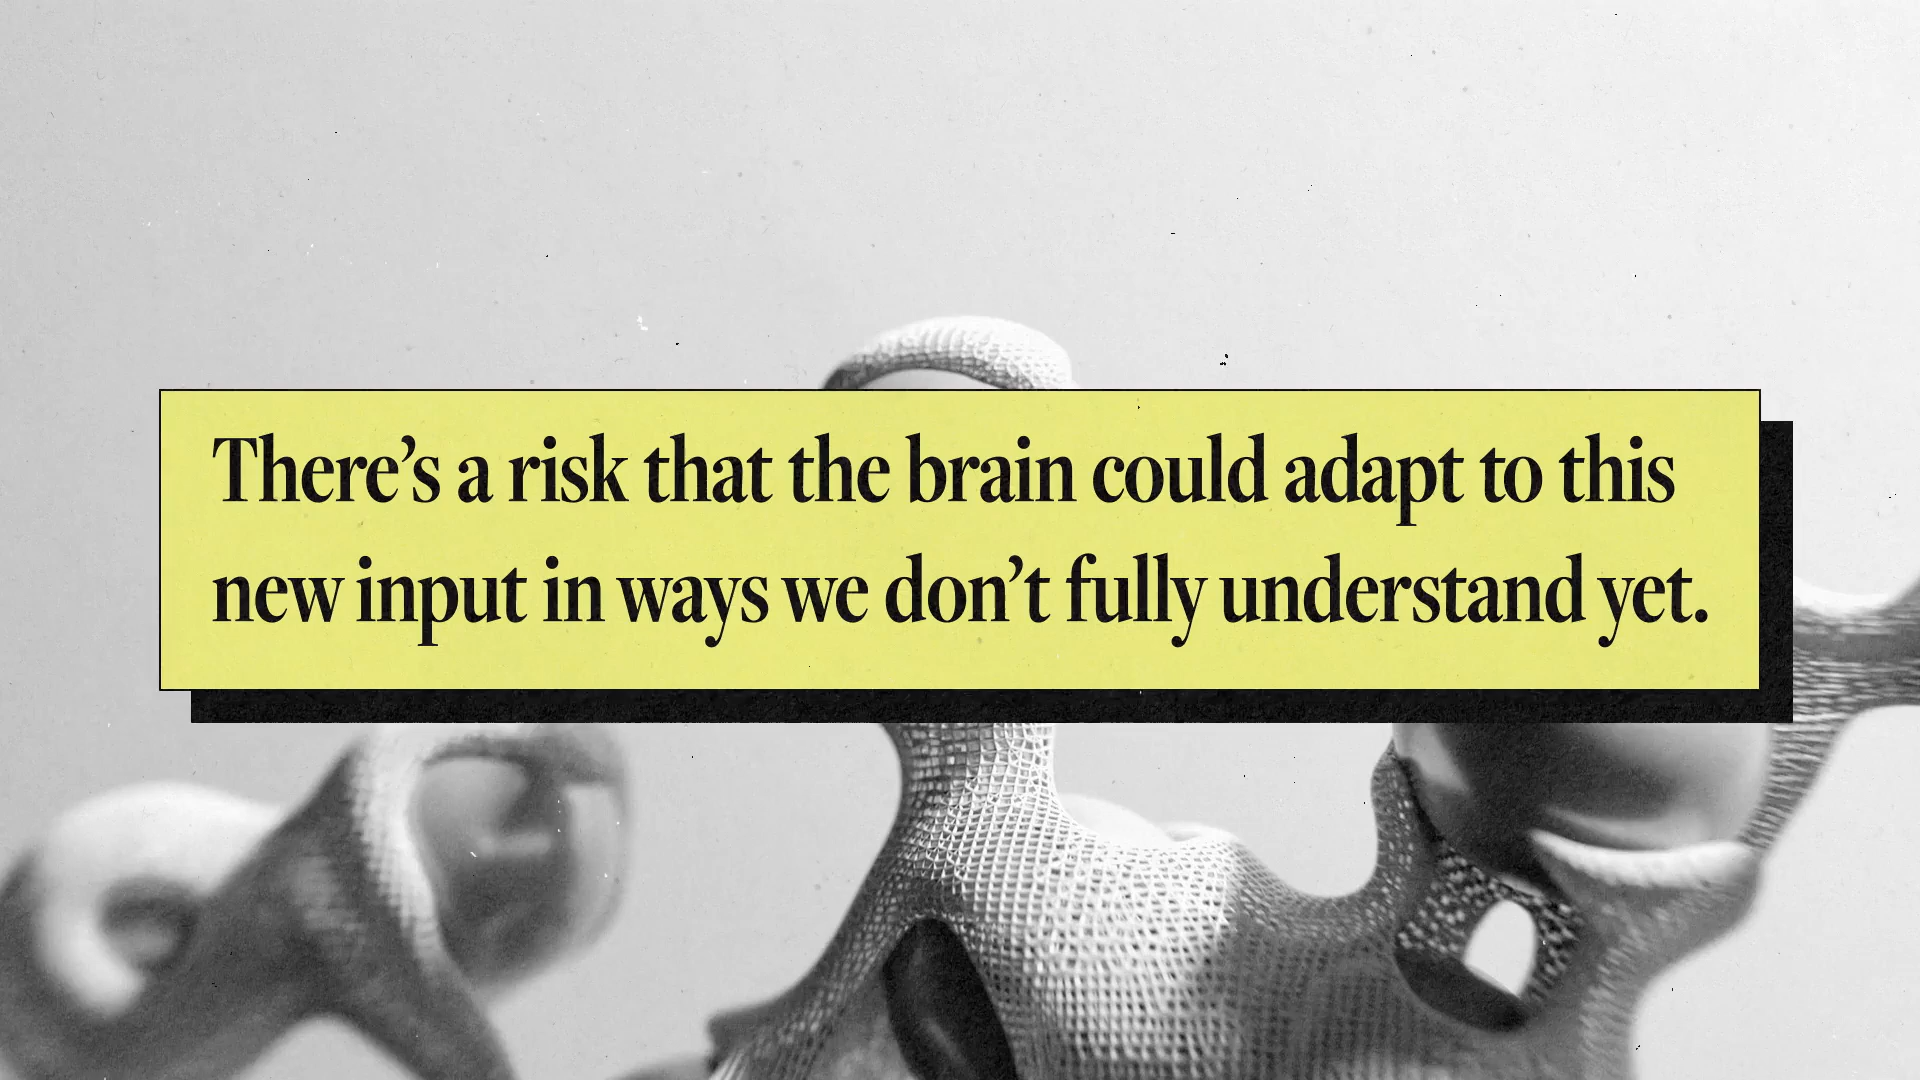 There’s a risk that the brain could adapt to this
new input in ways we don’t fully understand yet.